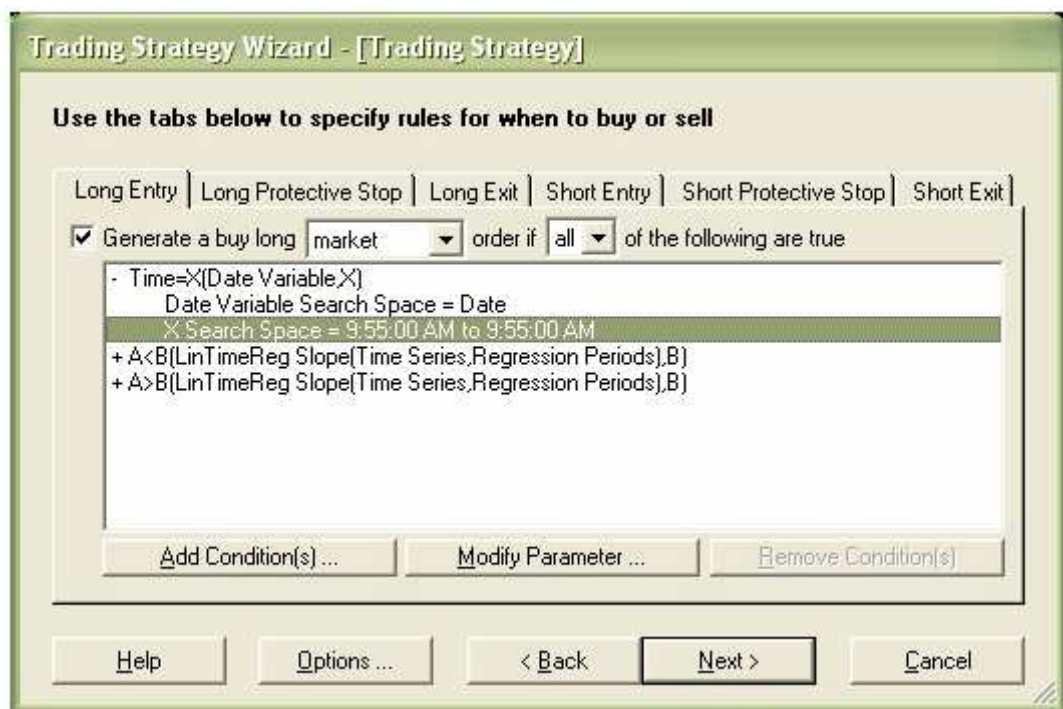 Trading Strategy Wizard - [Trading Strategy]
Use the tabs below to specify rules for when to buy or sell
Long Entry Long Protective Stop Long Exit Short Entry Short Protective Stop Short Exit
Generate a buy long market order if all of the following are true
- Time=X(Date Variable,X)
Date Variable Search Space = Date
X Search Space = 9:55:00 AM to 9:55:00 AM
+ A<B(LinTimeReg Slope(Time Series,Regression Periods),B)
+ A>B(LinTimeReg Slope(Time Series,Regression Periods),B)
Add Condition(s) ... Modify Parameter ... Remove Condition(s)
Help Options ... < Back Next > Cancel